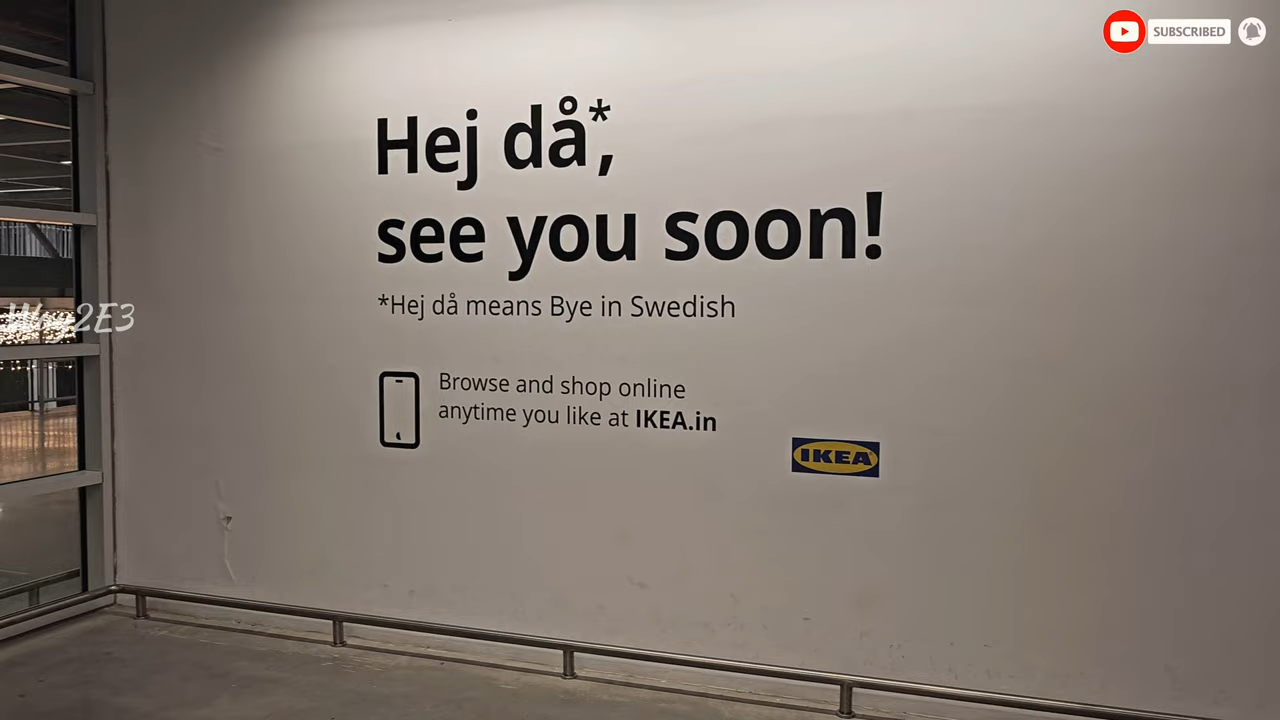 SUBSCRIBED
Hej då*,
see you soon!
*Hej då means Bye in Swedish
Browse and shop online
anytime you like at IKEA.in
IKEA